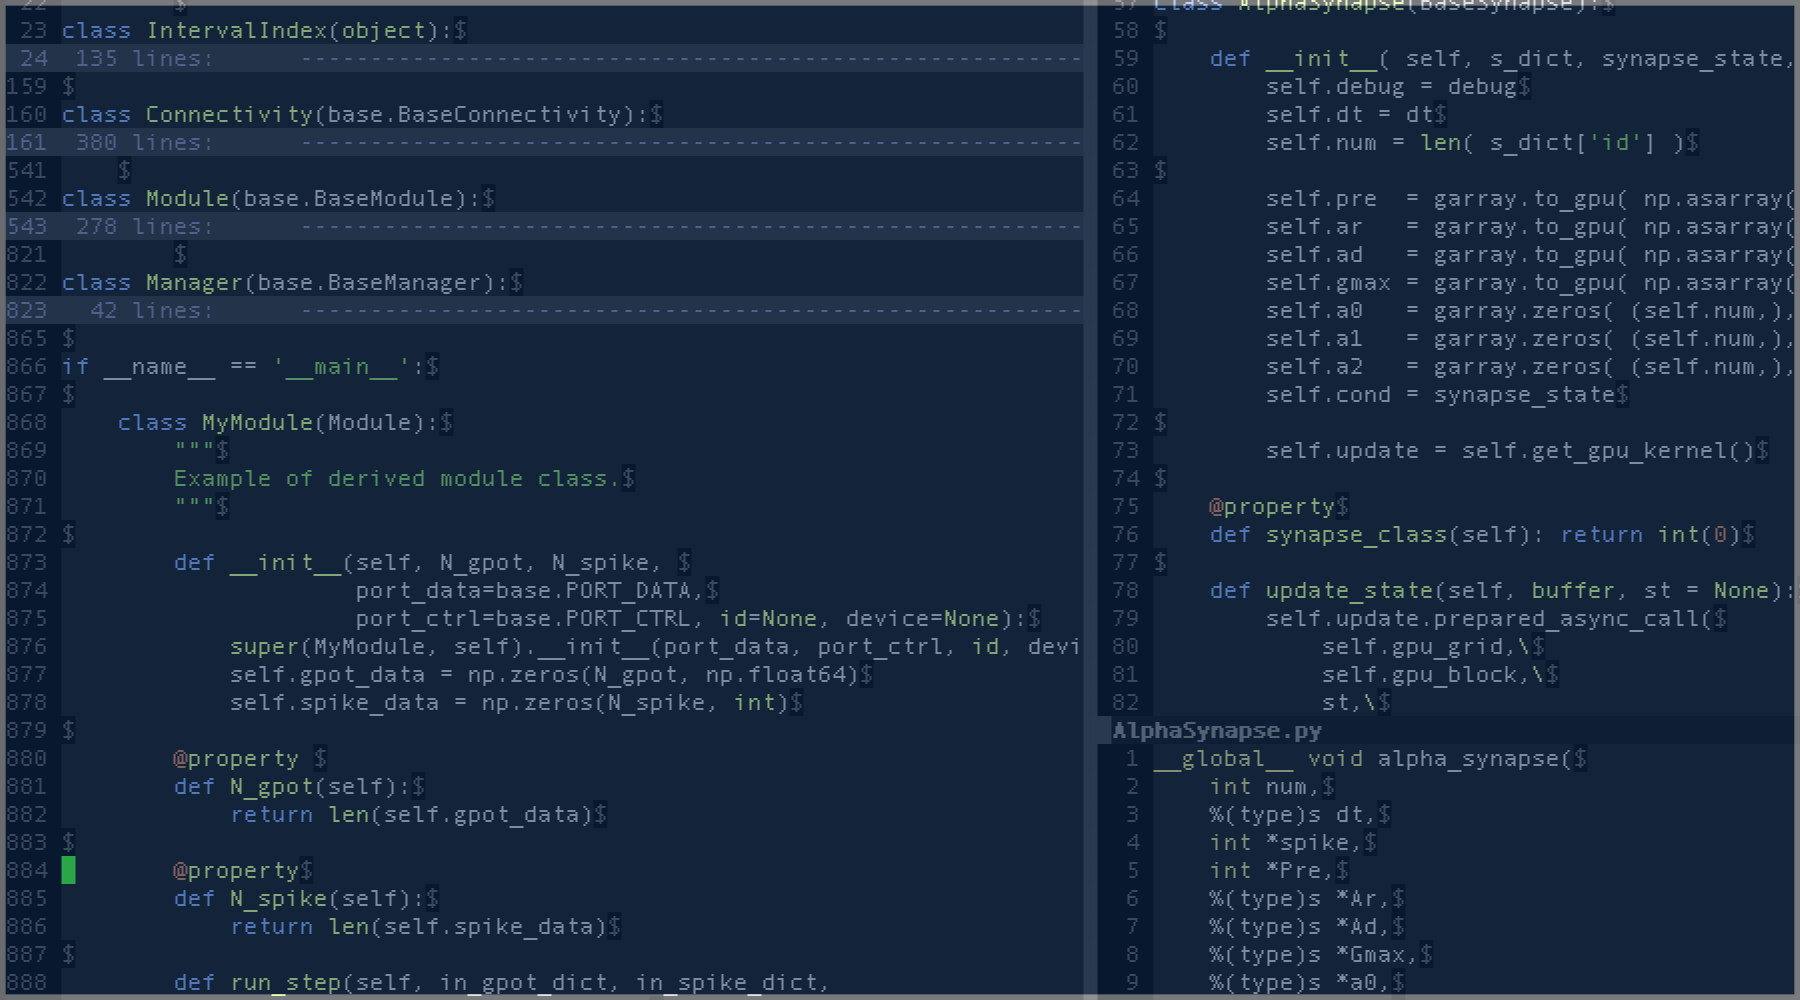 22         $
23 class IntervalIndex(object):$
24  135 lines:      --------------------------------------------------------
159 $
160 class Connectivity(base.BaseConnectivity):$
161  380 lines:      --------------------------------------------------------
541     $
542 class Module(base.BaseModule):$
543  278 lines:      --------------------------------------------------------
821         $
822 class Manager(base.BaseManager):$
823   42 lines:      --------------------------------------------------------
865 $
866 if __name__ == '__main__':$
867 $
868     class MyModule(Module):$
869         """$
870         Example of derived module class.$
871         """$
872 $
873         def __init__(self, N_gpot, N_spike, $
874                      port_data=base.PORT_DATA,$
875                      port_ctrl=base.PORT_CTRL, id=None, device=None):$
876             super(MyModule, self).__init__(port_data, port_ctrl, id, devi
877             self.gpot_data = np.zeros(N_gpot, np.float64)$
878             self.spike_data = np.zeros(N_spike, int)$
879 $
880         @property $
881         def N_gpot(self):$
882             return len(self.gpot_data)$
883 $
884         @property$
885         def N_spike(self):$
886             return len(self.spike_data)$
887 $
888         def run_step(self, in_gpot_dict, in_spike_dict,
57 class AlphaSynapse(BaseSynapse):$
58 $
59     def __init__( self, s_dict, synapse_state,
60         self.debug = debug$
61         self.dt = dt$
62         self.num = len( s_dict['id'] )$
63 $
64         self.pre  = garray.to_gpu( np.asarray(
65         self.ar   = garray.to_gpu( np.asarray(
66         self.ad   = garray.to_gpu( np.asarray(
67         self.gmax = garray.to_gpu( np.asarray(
68         self.a0   = garray.zeros( (self.num,),
69         self.a1   = garray.zeros( (self.num,),
70         self.a2   = garray.zeros( (self.num,),
71         self.cond = synapse_state$
72 $
73         self.update = self.get_gpu_kernel()$
74 $
75     @property$
76     def synapse_class(self): return int(0)$
77 $
78     def update_state(self, buffer, st = None):
79         self.update.prepared_async_call($
80             self.gpu_grid,\$
81             self.gpu_block,\$
82             st,\$
AlphaSynapse.py
1 __global__ void alpha_synapse($
2     int num,$
3     %(type)s dt,$
4     int *spike,$
5     int *Pre,$
6     %(type)s *Ar,$
7     %(type)s *Ad,$
8     %(type)s *Gmax,$
9     %(type)s *a0,$